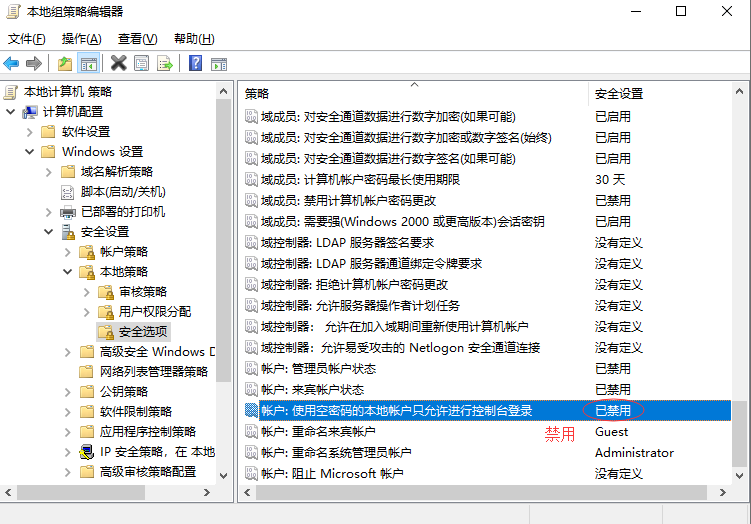 本地组策略编辑器
文件(F) 操作(A) 查看(V) 帮助(H)
本地计算机 策略
计算机配置
软件设置
Windows 设置
域名解析策略
脚本(启动/关机)
已部署的打印机
安全设置
帐户策略
本地策略
审核策略
用户权限分配
安全选项
高级安全 Windows D
网络列表管理器策略
公钥策略
软件限制策略
应用程序控制策略
IP 安全策略，在 本地
高级审核策略配置
策略 安全设置
域成员: 对安全通道数据进行数字加密(如果可能) 已启用
域成员: 对安全通道数据进行数字加密或数字签名(始终) 已启用
域成员: 对安全通道数据进行数字签名(如果可能) 已启用
域成员: 计算机帐户密码最长使用期限 30 天
域成员: 禁用计算机帐户密码更改 已禁用
域成员: 需要强(Windows 2000 或更高版本)会话密钥 已启用
域控制器: LDAP 服务器签名要求 没有定义
域控制器: LDAP 服务器通道绑定令牌要求 没有定义
域控制器: 拒绝计算机帐户密码更改 没有定义
域控制器: 允许服务器操作者计划任务 没有定义
域控制器： 允许在加入域期间重新使用计算机帐户 没有定义
域控制器：允许易受攻击的 Netlogon 安全通道连接 没有定义
帐户: 管理员帐户状态 已禁用
帐户: 来宾帐户状态 已禁用
帐户: 使用空密码的本地帐户只允许进行控制台登录 已禁用
帐户: 重命名来宾帐户 Guest
禁用
帐户: 重命名系统管理员帐户 Administrator
帐户: 阻止 Microsoft 帐户 没有定义